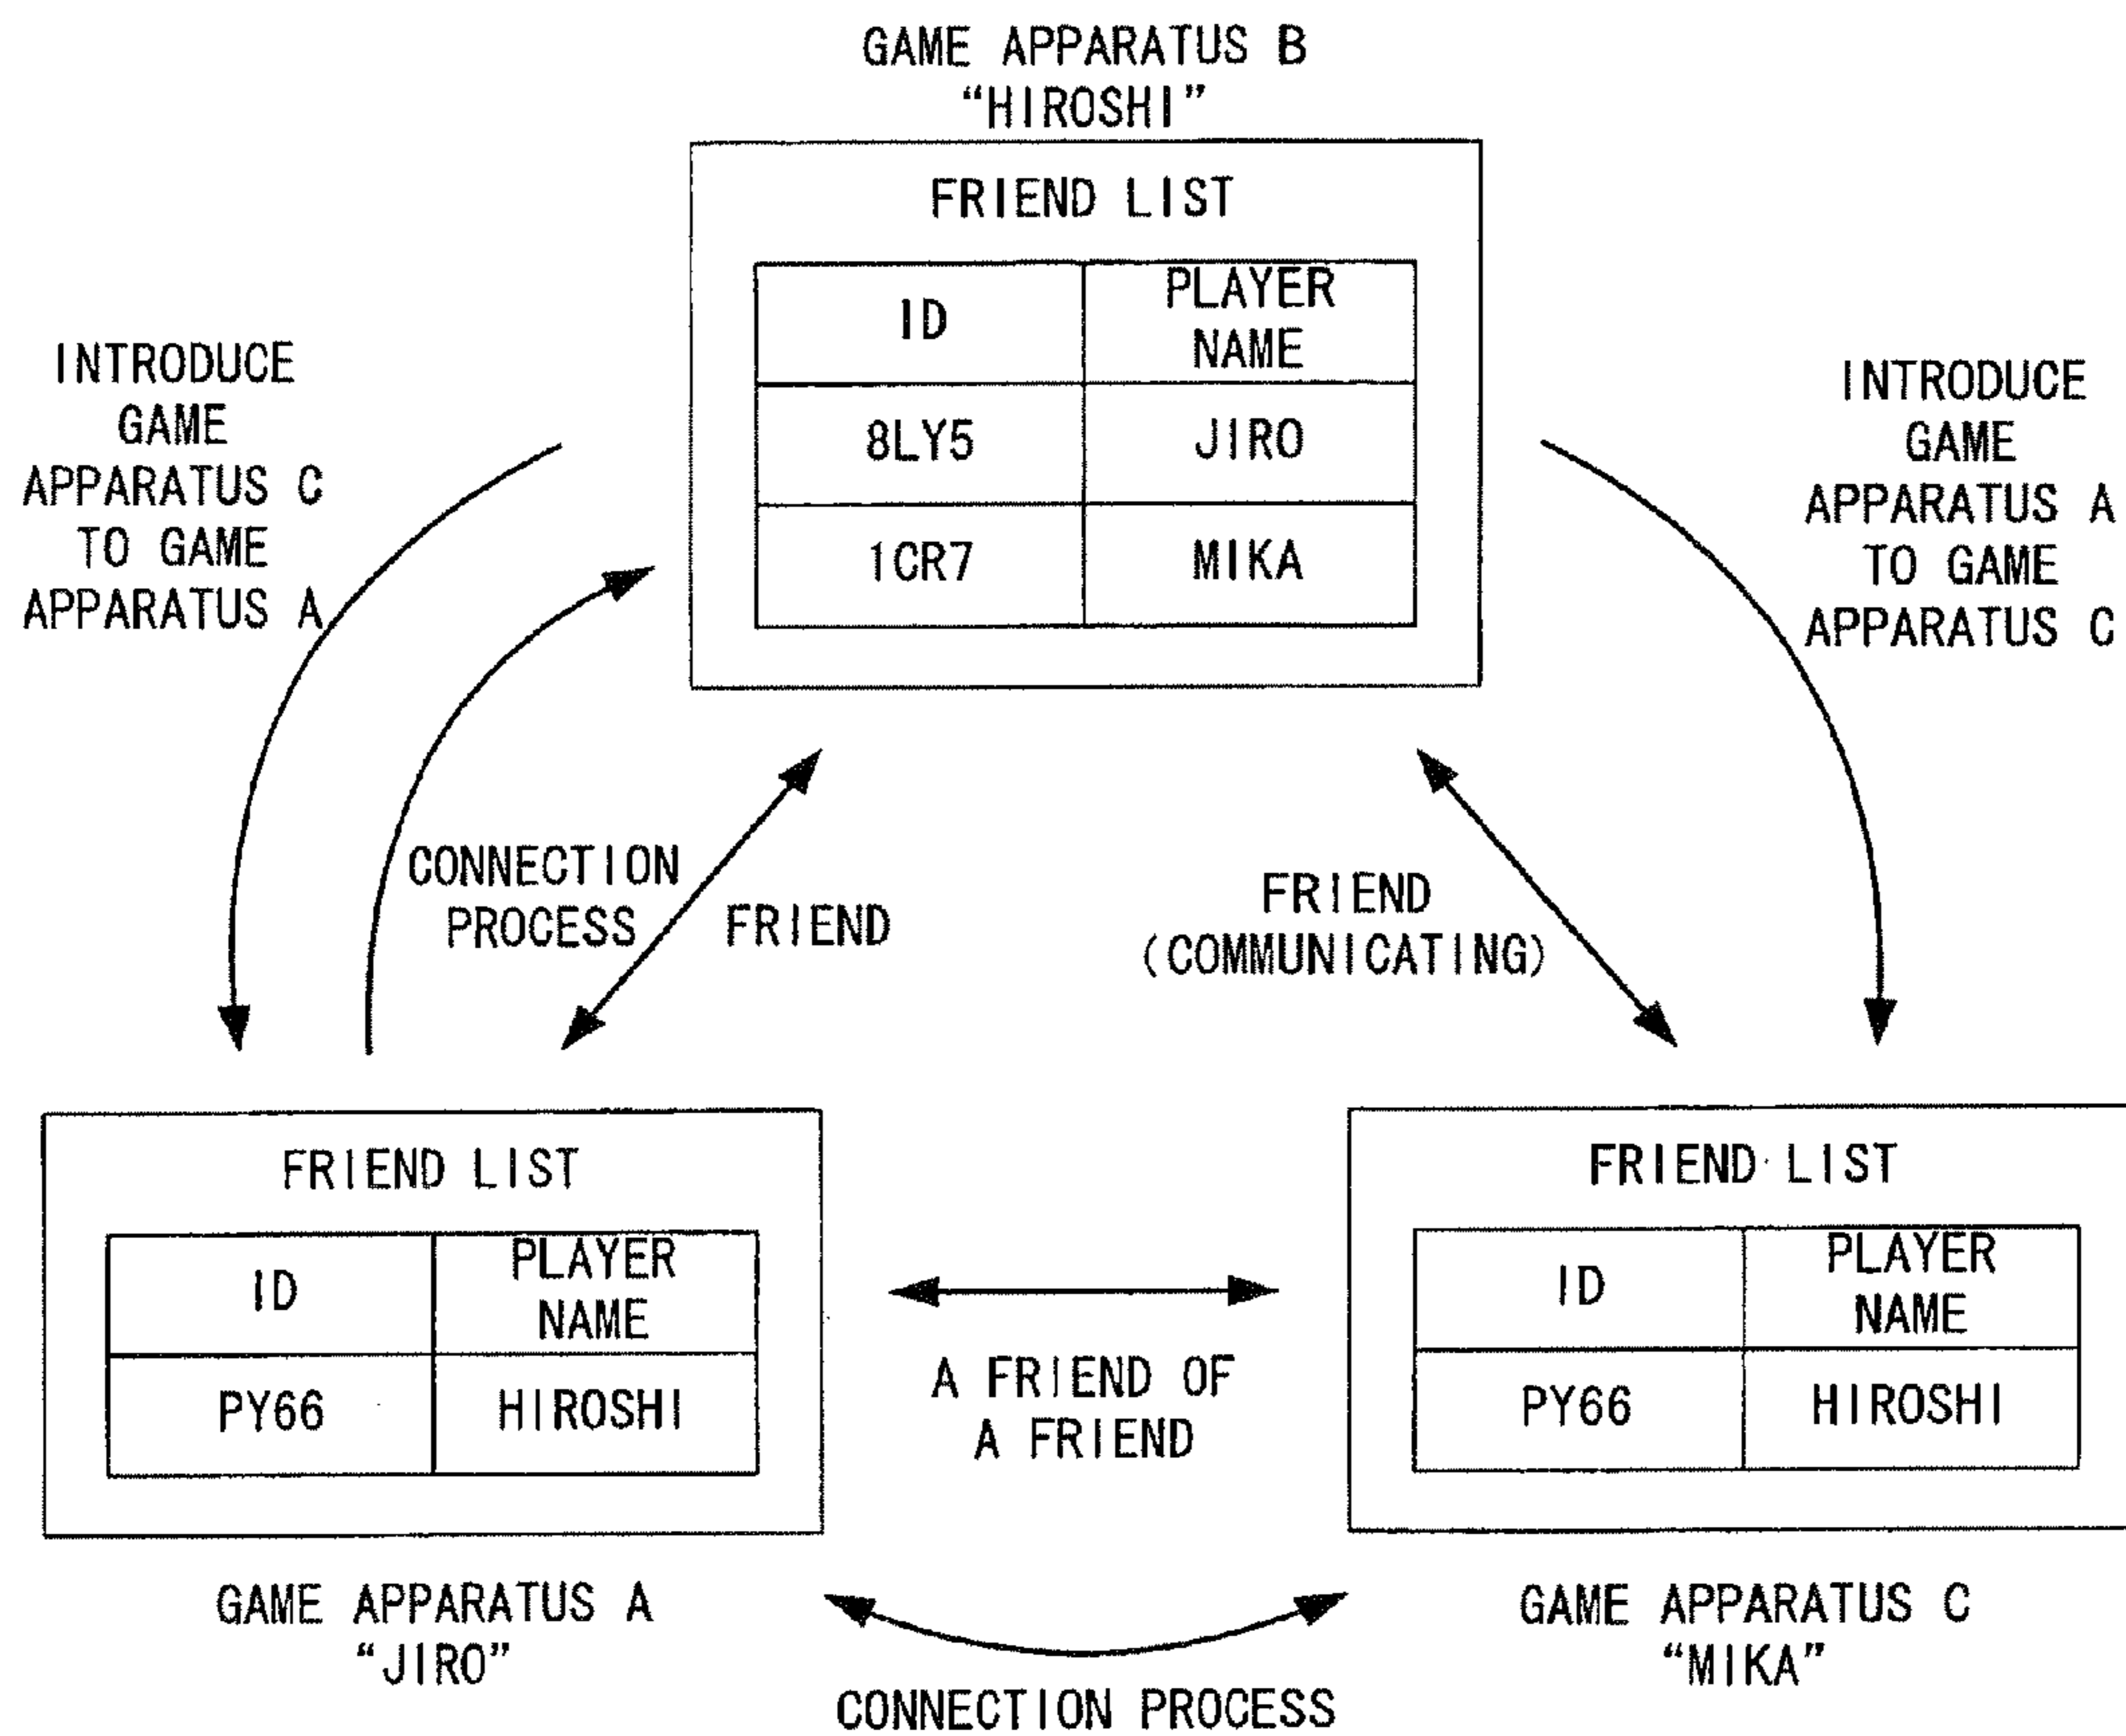 GAME APPARATUS B
“HIROSHI”
FRIEND LIST
ID
PLAYER
NAME
8LY5
JIRO
1CR7
MIKA
INTRODUCE
GAME
APPARATUS C
TO GAME
APPARATUS A
INTRODUCE
GAME
APPARATUS A
TO GAME
APPARATUS C
CONNECTION
PROCESS
FRIEND
FRIEND
(COMMUNICATING)
FRIEND LIST
ID
PLAYER
NAME
PY66
HIROSHI
A FRIEND OF
A FRIEND
FRIEND LIST
ID
PLAYER
NAME
PY66
HIROSHI
GAME APPARATUS A
“JIRO”
GAME APPARATUS C
“MIKA”
CONNECTION PROCESS